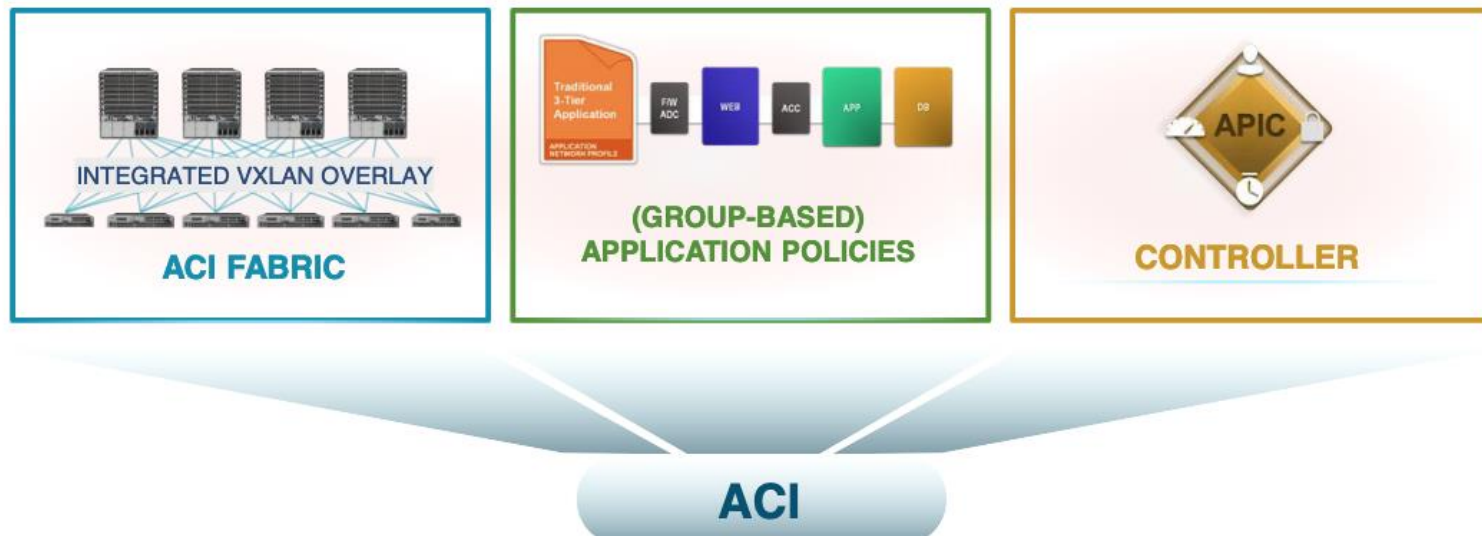 INTEGRATED VXLAN OVERLAY
ACI FABRIC
Traditional
3-Tier
Application
APPLICATION
NETWORK PROFILE
F/W
ADC
WEB
ACC
APP
DB
(GROUP-BASED)
APPLICATION POLICIES
APIC
CONTROLLER
ACI